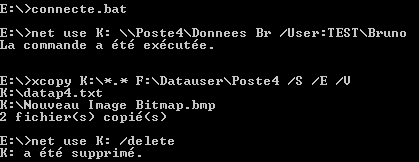 E:\>connecte.bat
E:\>net use K: \\Poste4\Donnees Br /User:TEST\Bruno
La commande a été exécutée.
E:\>xcopy K:\*.* F:\Datauser\Poste4 /S /E /V
K:\datap4.txt
K:\Nouveau Image Bitmap.bmp
2 fichier(s) copié(s)
E:\>net use K: /delete
K: a été supprimé.